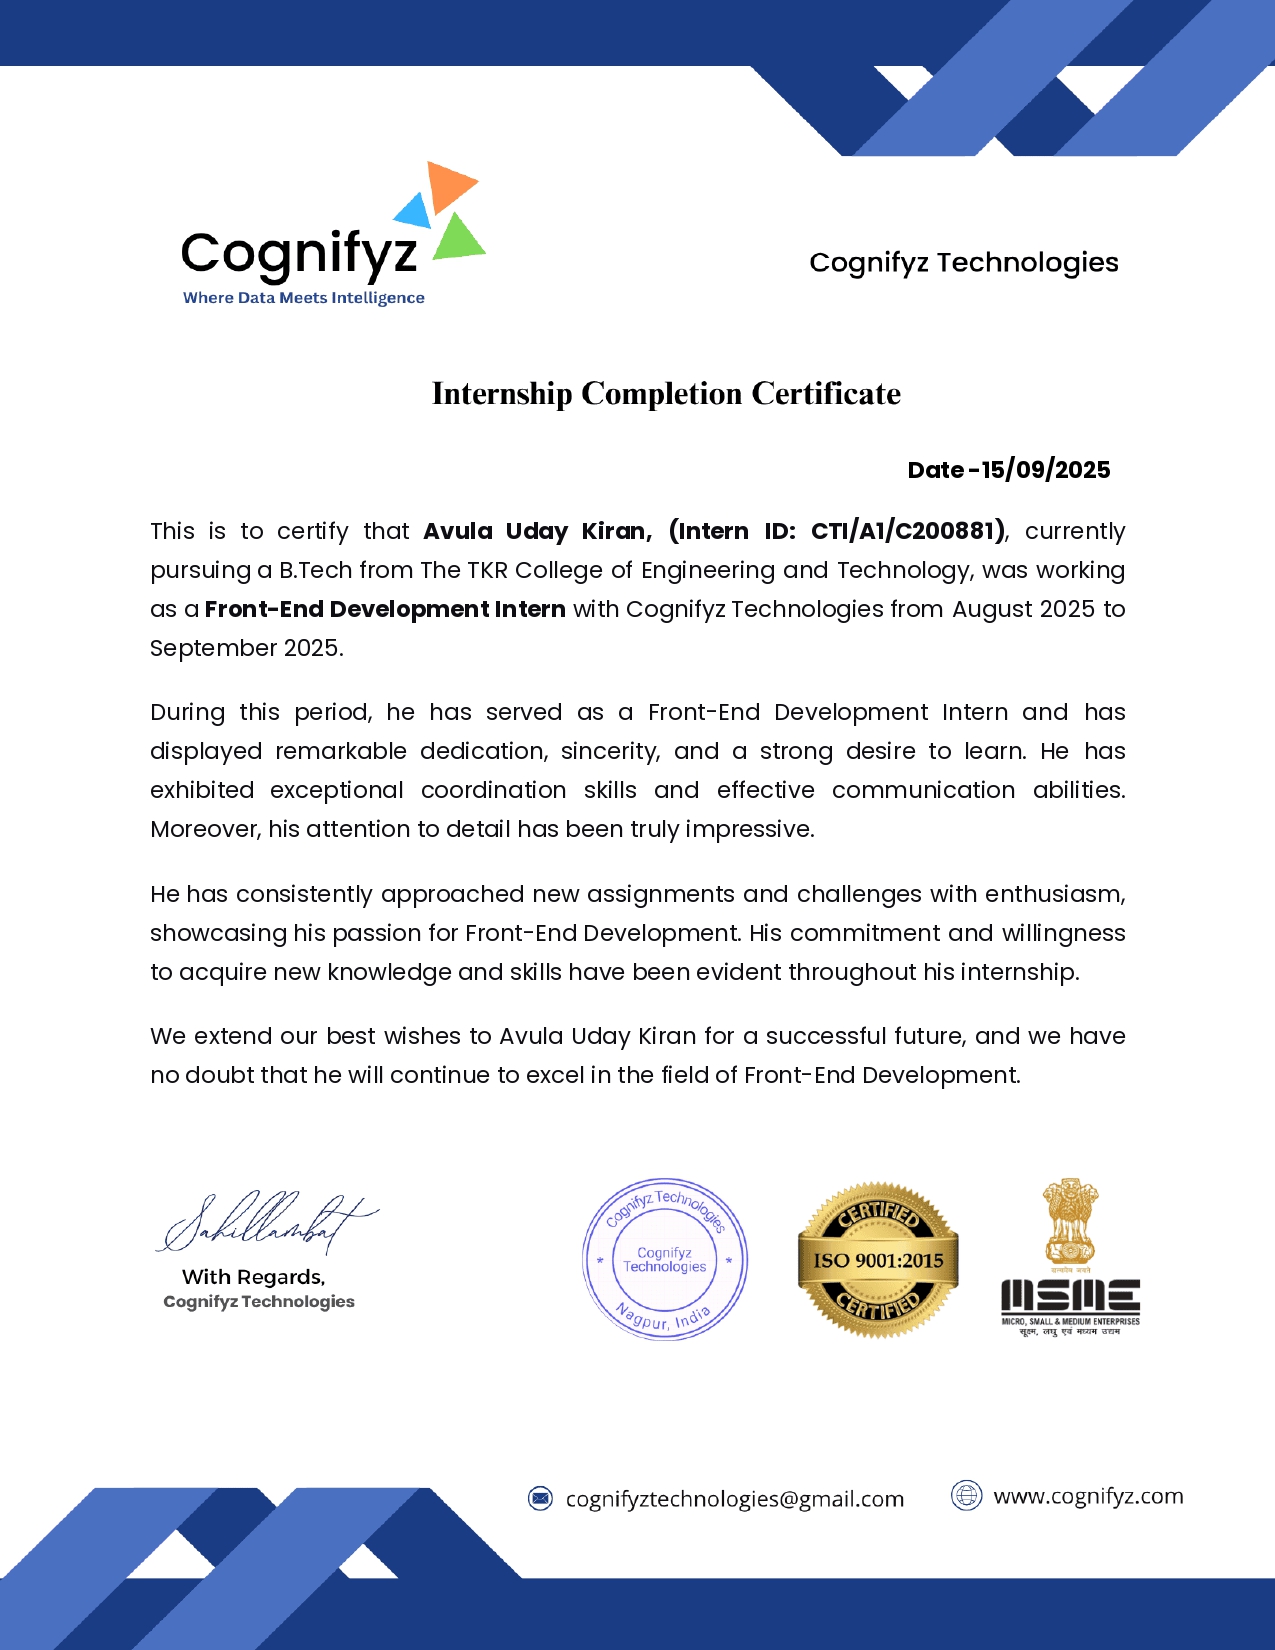 Cognifyz
Where Data Meets Intelligence
Cognifyz Technologies
Internship Completion Certificate
Date -15/09/2025
This is to certify that Avula Uday Kiran, (Intern ID: CTI/A1/C200881), currently
pursuing a B.Tech from The TKR College of Engineering and Technology, was working
as a Front-End Development Intern with Cognifyz Technologies from August 2025 to
September 2025.
During this period, he has served as a Front-End Development Intern and has
displayed remarkable dedication, sincerity, and a strong desire to learn. He has
exhibited exceptional coordination skills and effective communication abilities.
Moreover, his attention to detail has been truly impressive.
He has consistently approached new assignments and challenges with enthusiasm,
showcasing his passion for Front-End Development. His commitment and willingness
to acquire new knowledge and skills have been evident throughout his internship.
We extend our best wishes to Avula Uday Kiran for a successful future, and we have
no doubt that he will continue to excel in the field of Front-End Development.
With Regards,
Cognifyz Technologies
Cognifyz Technologies
Cognifyz
Technologies
Nagpur, India
CERTIFIED
ISO 9001:2015
CERTIFIED
सत्यमेव जयते
MSME
MICRO, SMALL & MEDIUM ENTERPRISES
सूक्ष्म, लघु एवं मध्यम उद्यम
cognifyztechnologies@gmail.com
www.cognifyz.com